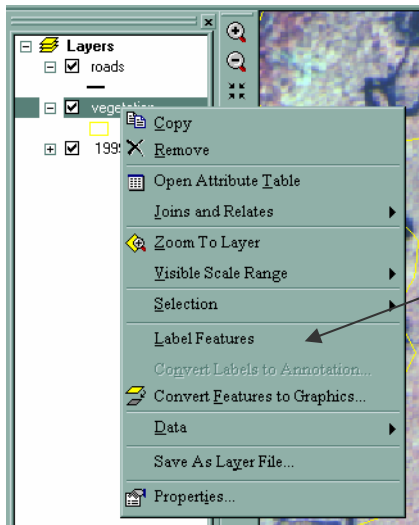 Layers
roads
vegetation
199
Copy
Remove
Open Attribute Table
Joins and Relates
Zoom To Layer
Visible Scale Range
Selection
Label Features
Convert Labels to Annotation...
Convert Features to Graphics...
Data
Save As Layer File...
Properties...